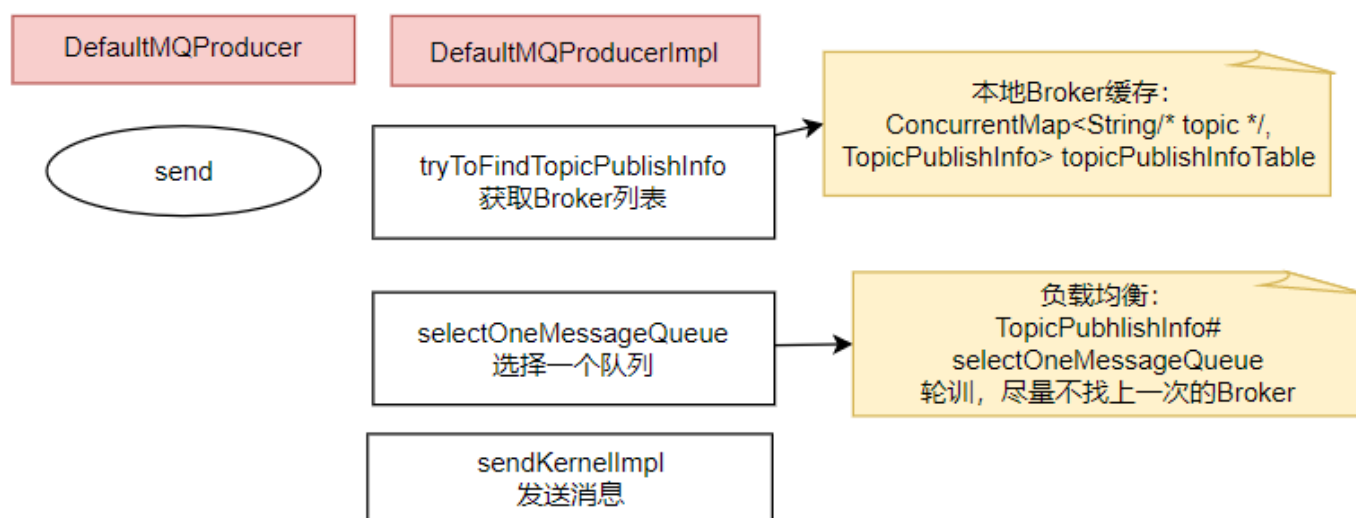 DefaultMQProducer
DefaultMQProducerImpl
send
tryToFindTopicPublishInfo
获取Broker列表
本地Broker缓存：
ConcurrentMap<String/* topic */,
TopicPublishInfo> topicPublishInfoTable
selectOneMessageQueue
选择一个队列
负载均衡：
TopicPubhlishInfo#
selectOneMessageQueue
轮训，尽量不找上一次的Broker
sendKernelImpl
发送消息